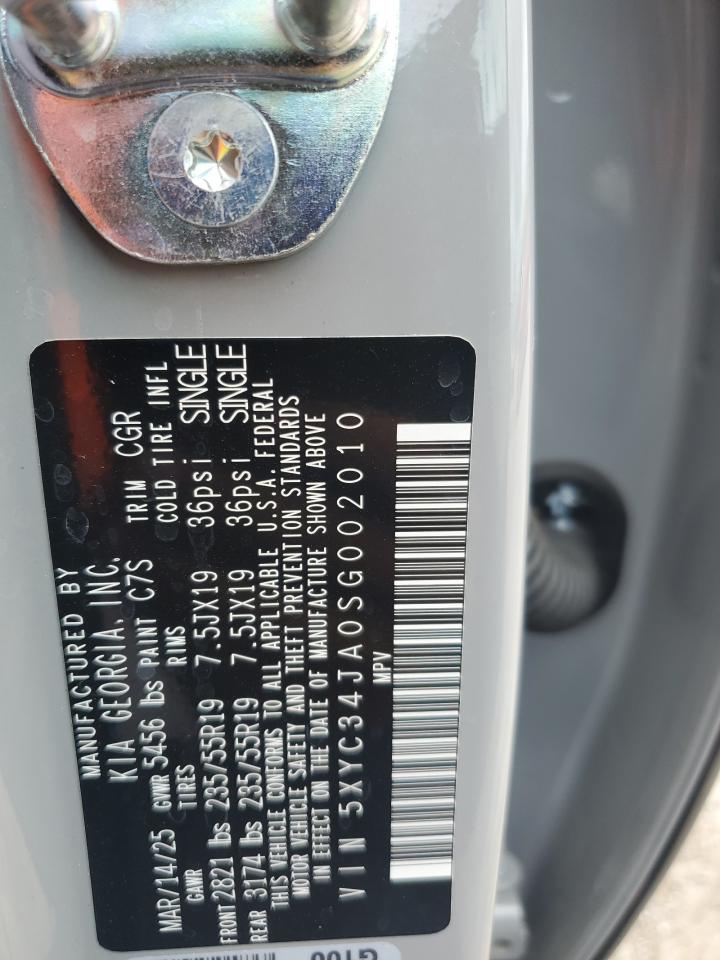 MANUFACTURED BY
KIA GEORGIA, INC.
MAR/14/25 GVWR 5456 lbs PAINT C7S TRIM CGR
GAWR TIRES RIMS COLD TIRE INFL
FRONT 2821 lbs 235/55R19 7.5JX19 36psi SINGLE
REAR 3174 lbs 235/55R19 7.5JX19 36psi SINGLE
THIS VEHICLE CONFORMS TO ALL APPLICABLE U.S.A. FEDERAL
MOTOR VEHICLE SAFETY AND THEFT PREVENTION STANDARDS
IN EFFECT ON THE DATE OF MANUFACTURE SHOWN ABOVE
VIN 5XYC34JA0SG002010
MPV